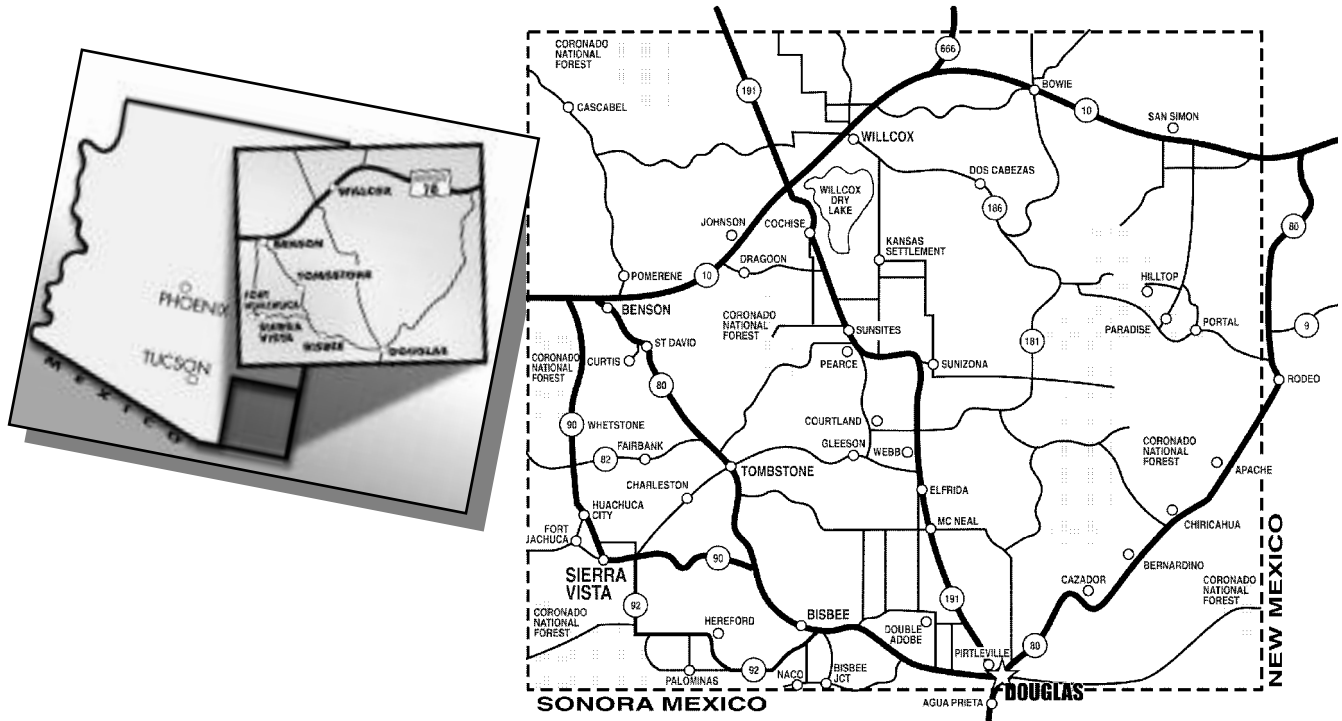 PHOENIX
TUCSON
MEXICO
WILLCOX
10
BENSON
TOMBSTONE
FORT
HUACHUCA
SIERRA
VISTA
BISBEE
DOUGLAS
CORONADO
NATIONAL
FOREST
666
191
CASCABEL
BOWIE
10
SAN SIMON
WILLCOX
DOS CABEZAS
WILLCOX
DRY
LAKE
186
JOHNSON
COCHISE
80
KANSAS
SETTLEMENT
DRAGOON
POMERENE
10
HILLTOP
BENSON
CORONADO
NATIONAL
FOREST
PARADISE
PORTAL
9
SUNSITES
ST DAVID
181
CORONADO
NATIONAL
FOREST
CURTIS
PEARCE
SUNIZONA
RODEO
80
90
WHETSTONE
COURTLAND
FAIRBANK
82
GLEESON
WEBB
CORONADO
NATIONAL
FOREST
TOMBSTONE
APACHE
CHARLESTON
ELFRIDA
HUACHUCA
CITY
CHIRICAHUA
FORT
UACHUCA
MC NEAL
90
BERNARDINO
SIERRA
VISTA
CAZADOR
CORONADO
NATIONAL
FOREST
92
191
CORONADO
NATIONAL
FOREST
HEREFORD
BISBEE
DOUBLE
ADOBE
80
PIRTLEVILLE
92
PALOMINAS
NACO
BISBEE
JCT
DOUGLAS
AGUA PRIETA
NEW MEXICO
SONORA MEXICO